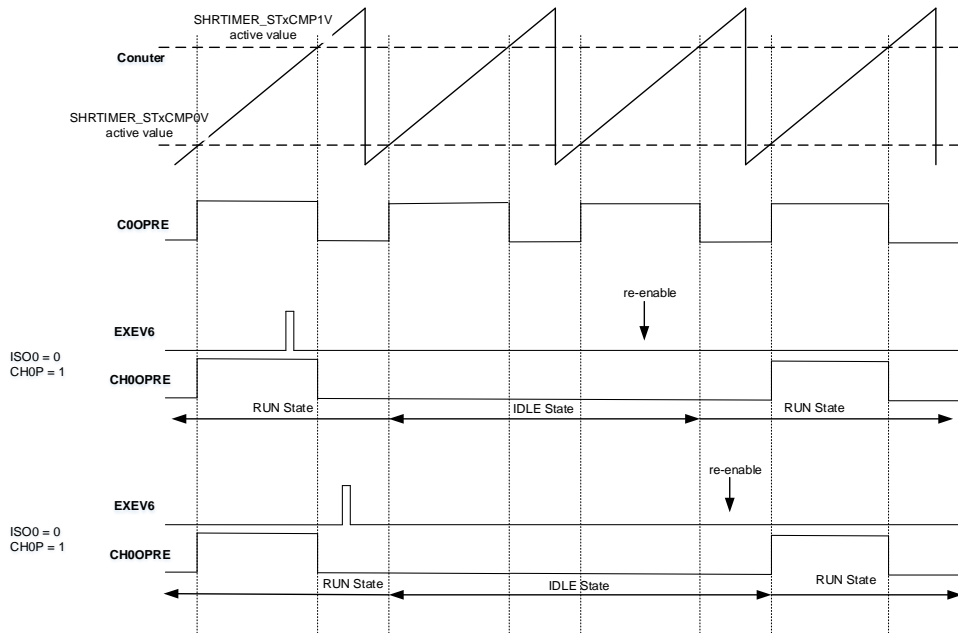 SHRTIMER_STxCMP1V
active value
Conuter
SHRTIMER_STxCMP0V
active value
C0OPRE
re-enable
EXEV6
ISO0 = 0
CH0P = 1
CH0OPRE
RUN State
IDLE State
RUN State
re-enable
EXEV6
ISO0 = 0
CH0P = 1
CH0OPRE
RUN State
IDLE State
RUN State